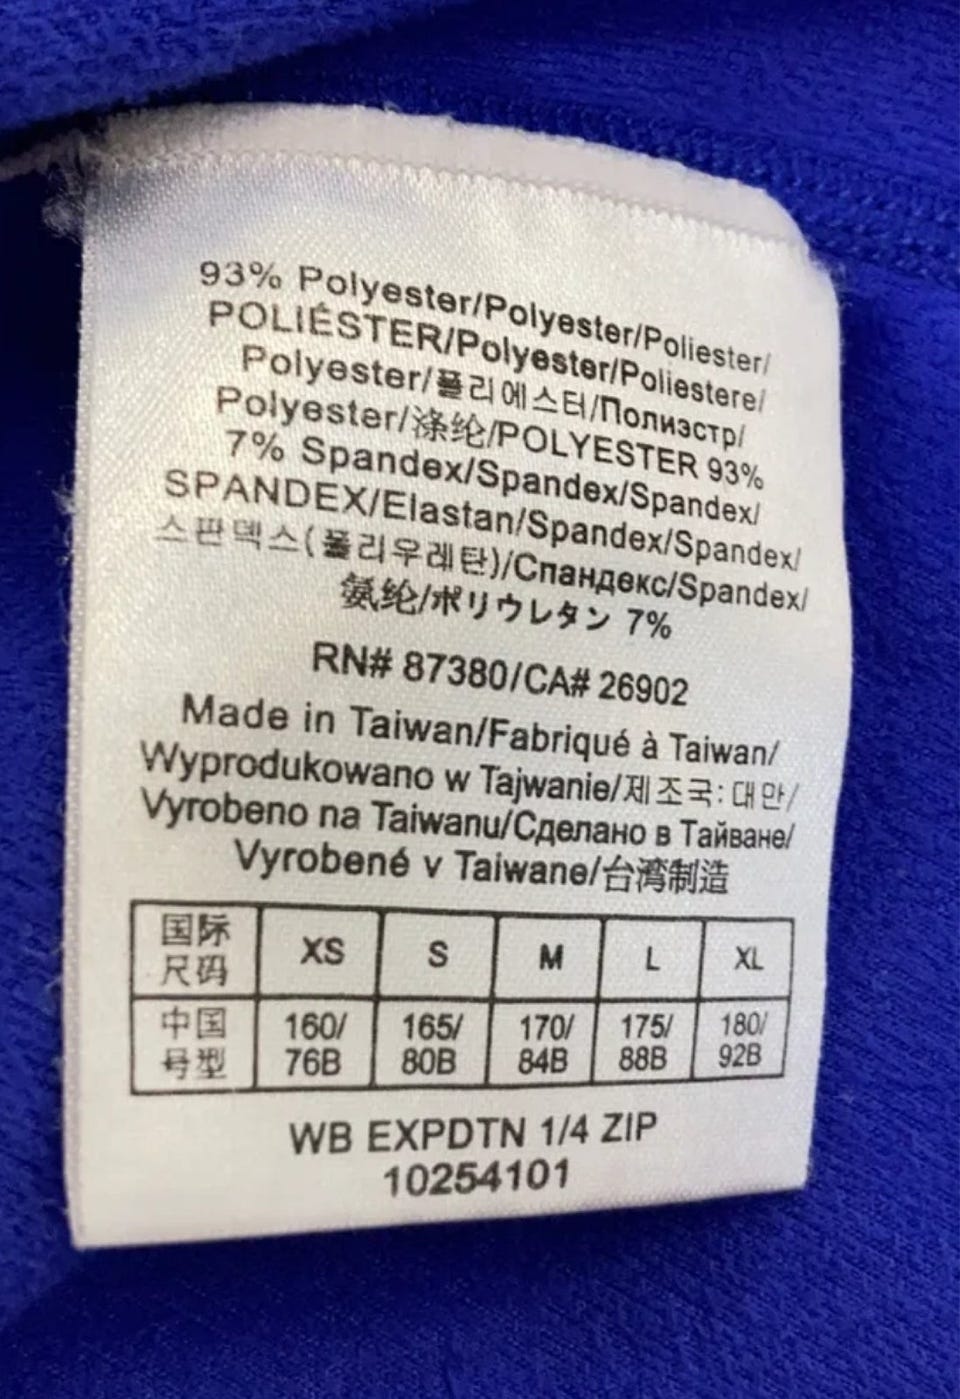 93% Polyester/Polyester/Poliester/
POLIÉSTER/Polyester/Poliestere/
Polyester/폴리에스터/Полиэстр/
Polyester/涤纶/POLYESTER 93%
7% Spandex/Spandex/Spandex/
SPANDEX/Elastan/Spandex/Spandex/
스판덱스(폴리우레탄)/Спандекс/Spandex/
氨纶/ポリウレタン 7%
RN# 87380/CA# 26902
Made in Taiwan/Fabriqué à Taiwan/
Wyprodukowano w Tajwanie/제조국:대만/
Vyrobeno na Taiwanu/Сделано в Тайване/
Vyrobené v Taiwane/台湾制造
国际尺码 XS S M L XL
中国号型 160/76B 165/80B 170/84B 175/88B 180/92B
WB EXPDTN 1/4 ZIP
10254101